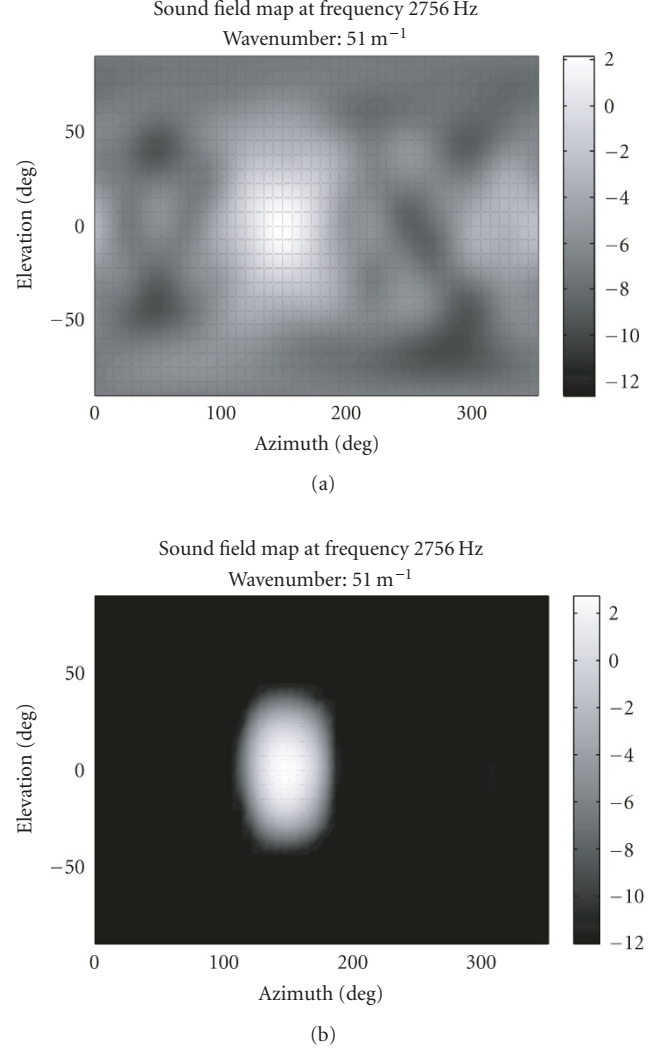 Sound field map at frequency 2756 Hz
Wavenumber: 51 m⁻¹
Elevation (deg)
50
0
−50
0 100 200 300
Azimuth (deg)
2
0
−2
−4
−6
−8
−10
−12
(a)
Sound field map at frequency 2756 Hz
Wavenumber: 51 m⁻¹
Elevation (deg)
50
0
−50
0 100 200 300
Azimuth (deg)
2
0
−2
−4
−6
−8
−10
−12
(b)